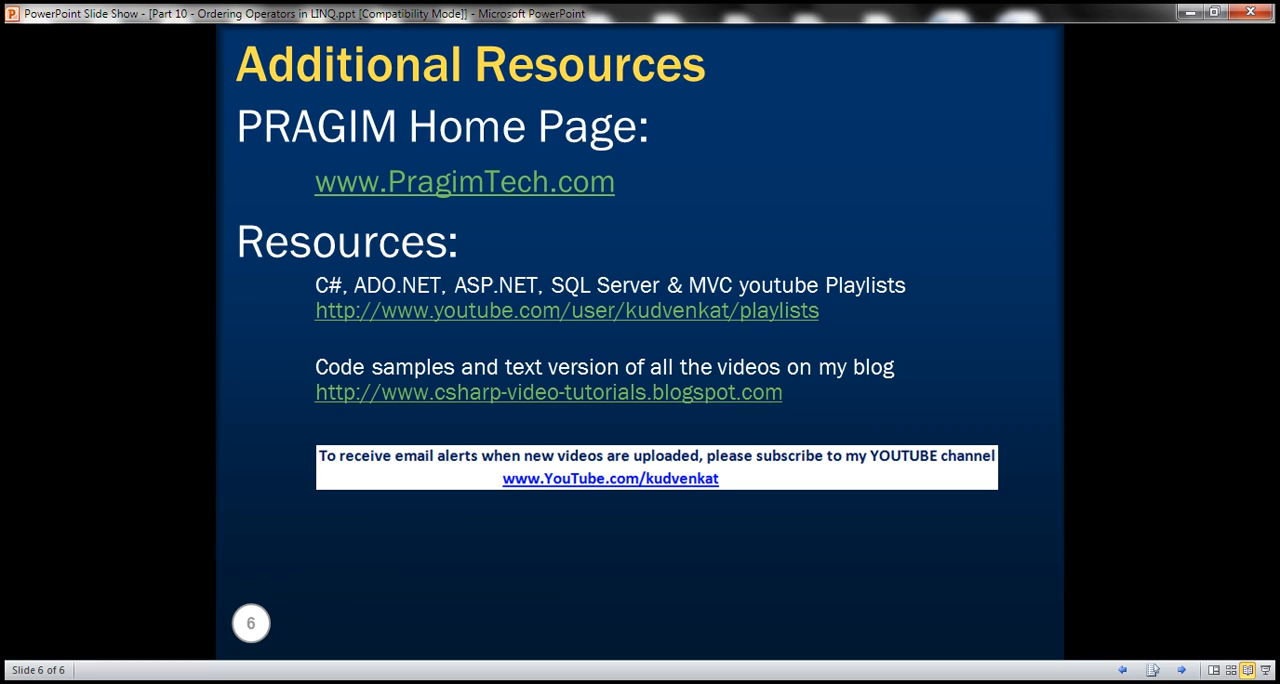 PowerPoint Slide Show - [Part 10 - Ordering Operators in LINQ.ppt [Compatibility Mode]] - Microsoft PowerPoint
Additional Resources
PRAGIM Home Page:
www.PragimTech.com
Resources:
C#, ADO.NET, ASP.NET, SQL Server & MVC youtube Playlists
http://www.youtube.com/user/kudvenkat/playlists
Code samples and text version of all the videos on my blog
http://www.csharp-video-tutorials.blogspot.com
To receive email alerts when new videos are uploaded, please subscribe to my YOUTUBE channel
www.YouTube.com/kudvenkat
6
Slide 6 of 6